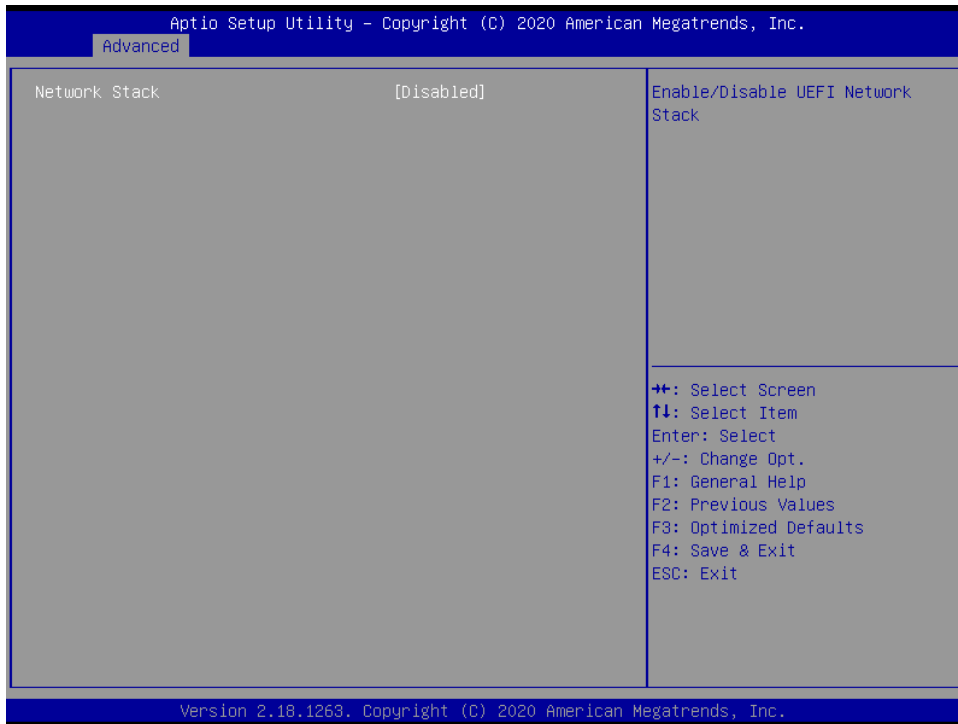 Aptio Setup Utility – Copyright (C) 2020 American Megatrends, Inc.
Advanced
Network Stack [Disabled]
Enable/Disable UEFI Network
Stack
→←: Select Screen
↑↓: Select Item
Enter: Select
+/-: Change Opt.
F1: General Help
F2: Previous Values
F3: Optimized Defaults
F4: Save & Exit
ESC: Exit
Version 2.18.1263. Copyright (C) 2020 American Megatrends, Inc.